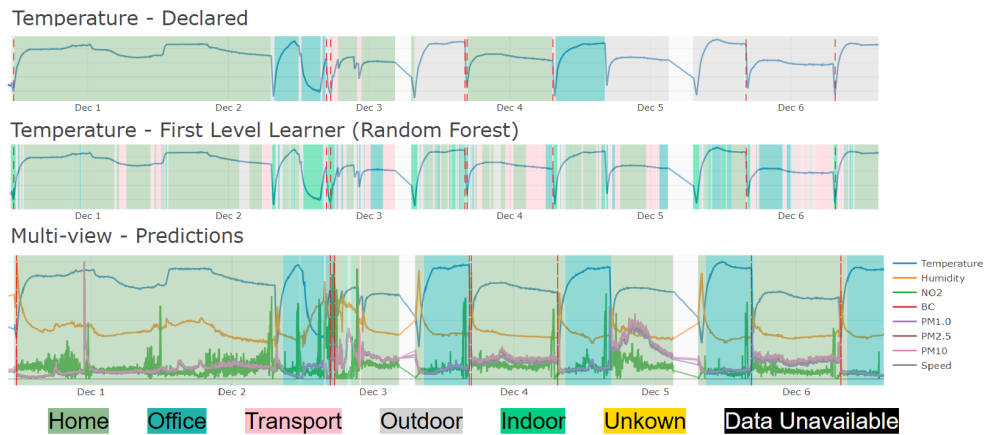 Temperature - Declared
Dec 1 Dec 2 Dec 3 Dec 4 Dec 5 Dec 6
Temperature - First Level Learner (Random Forest)
Dec 1 Dec 2 Dec 3 Dec 4 Dec 5 Dec 6
Multi-view - Predictions
Temperature
Humidity
NO2
BC
PM1.0
PM2.5
PM10
Speed
Dec 1 Dec 2 Dec 3 Dec 4 Dec 5 Dec 6
Home Office Transport Outdoor Indoor Unkown Data Unavailable